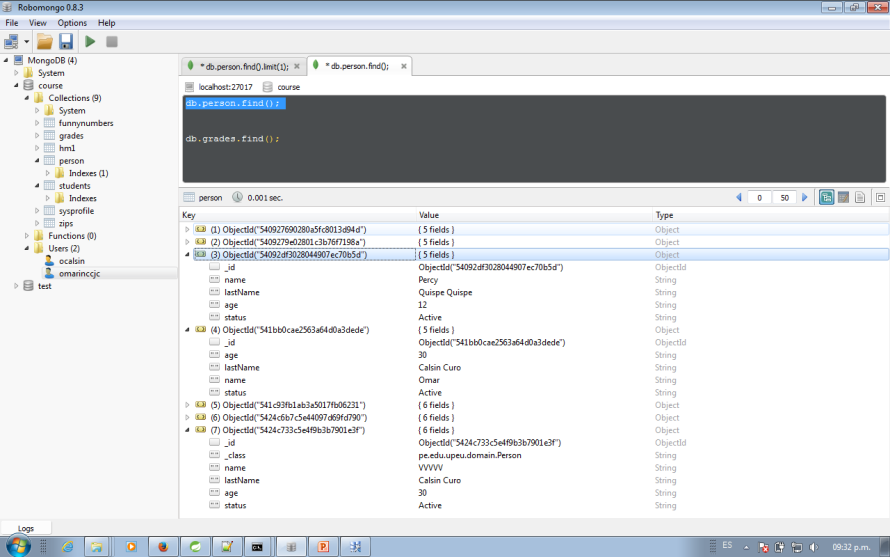 Robomongo 0.8.3
File View Options Help
MongoDB (4)
System
course
Collections (9)
System
funnynumbers
grades
hm1
person
Indexes (1)
students
Indexes
sysprofile
zips
Functions (0)
Users (2)
ocalsin
omarinccjc
test
* db.person.find().limit(1);
* db.person.find();
localhost:27017 course
db.person.find();
db.grades.find();
person 0.001 sec. 0 50
Key Value Type
(1) ObjectId("540927690280a5fc8013d94d") { 5 fields } Object
(2) ObjectId("5409279e02801c3b76f7198a") { 5 fields } Object
(3) ObjectId("54092df3028044907ec70b5d") { 5 fields } Object
_id ObjectId("54092df3028044907ec70b5d") ObjectId
name Percy String
lastName Quispe Quispe String
age 12 String
status Active String
(4) ObjectId("541bb0cae2563a64d0a3dede") { 5 fields } Object
_id ObjectId("541bb0cae2563a64d0a3dede") ObjectId
age 30 String
lastName Calsin Curo String
name Omar String
status Active String
(5) ObjectId("541c93fb1ab3a5017fb06231") { 6 fields } Object
(6) ObjectId("5424c6b7c5e44097d69fd790") { 6 fields } Object
(7) ObjectId("5424c733c5e4f9b3b7901e3f") { 6 fields } Object
_id ObjectId("5424c733c5e4f9b3b7901e3f") ObjectId
_class pe.edu.upeu.domain.Person String
name VVVVV String
lastName Calsin Curo String
age 30 String
status Active String
Logs
ES 09:32 p.m.